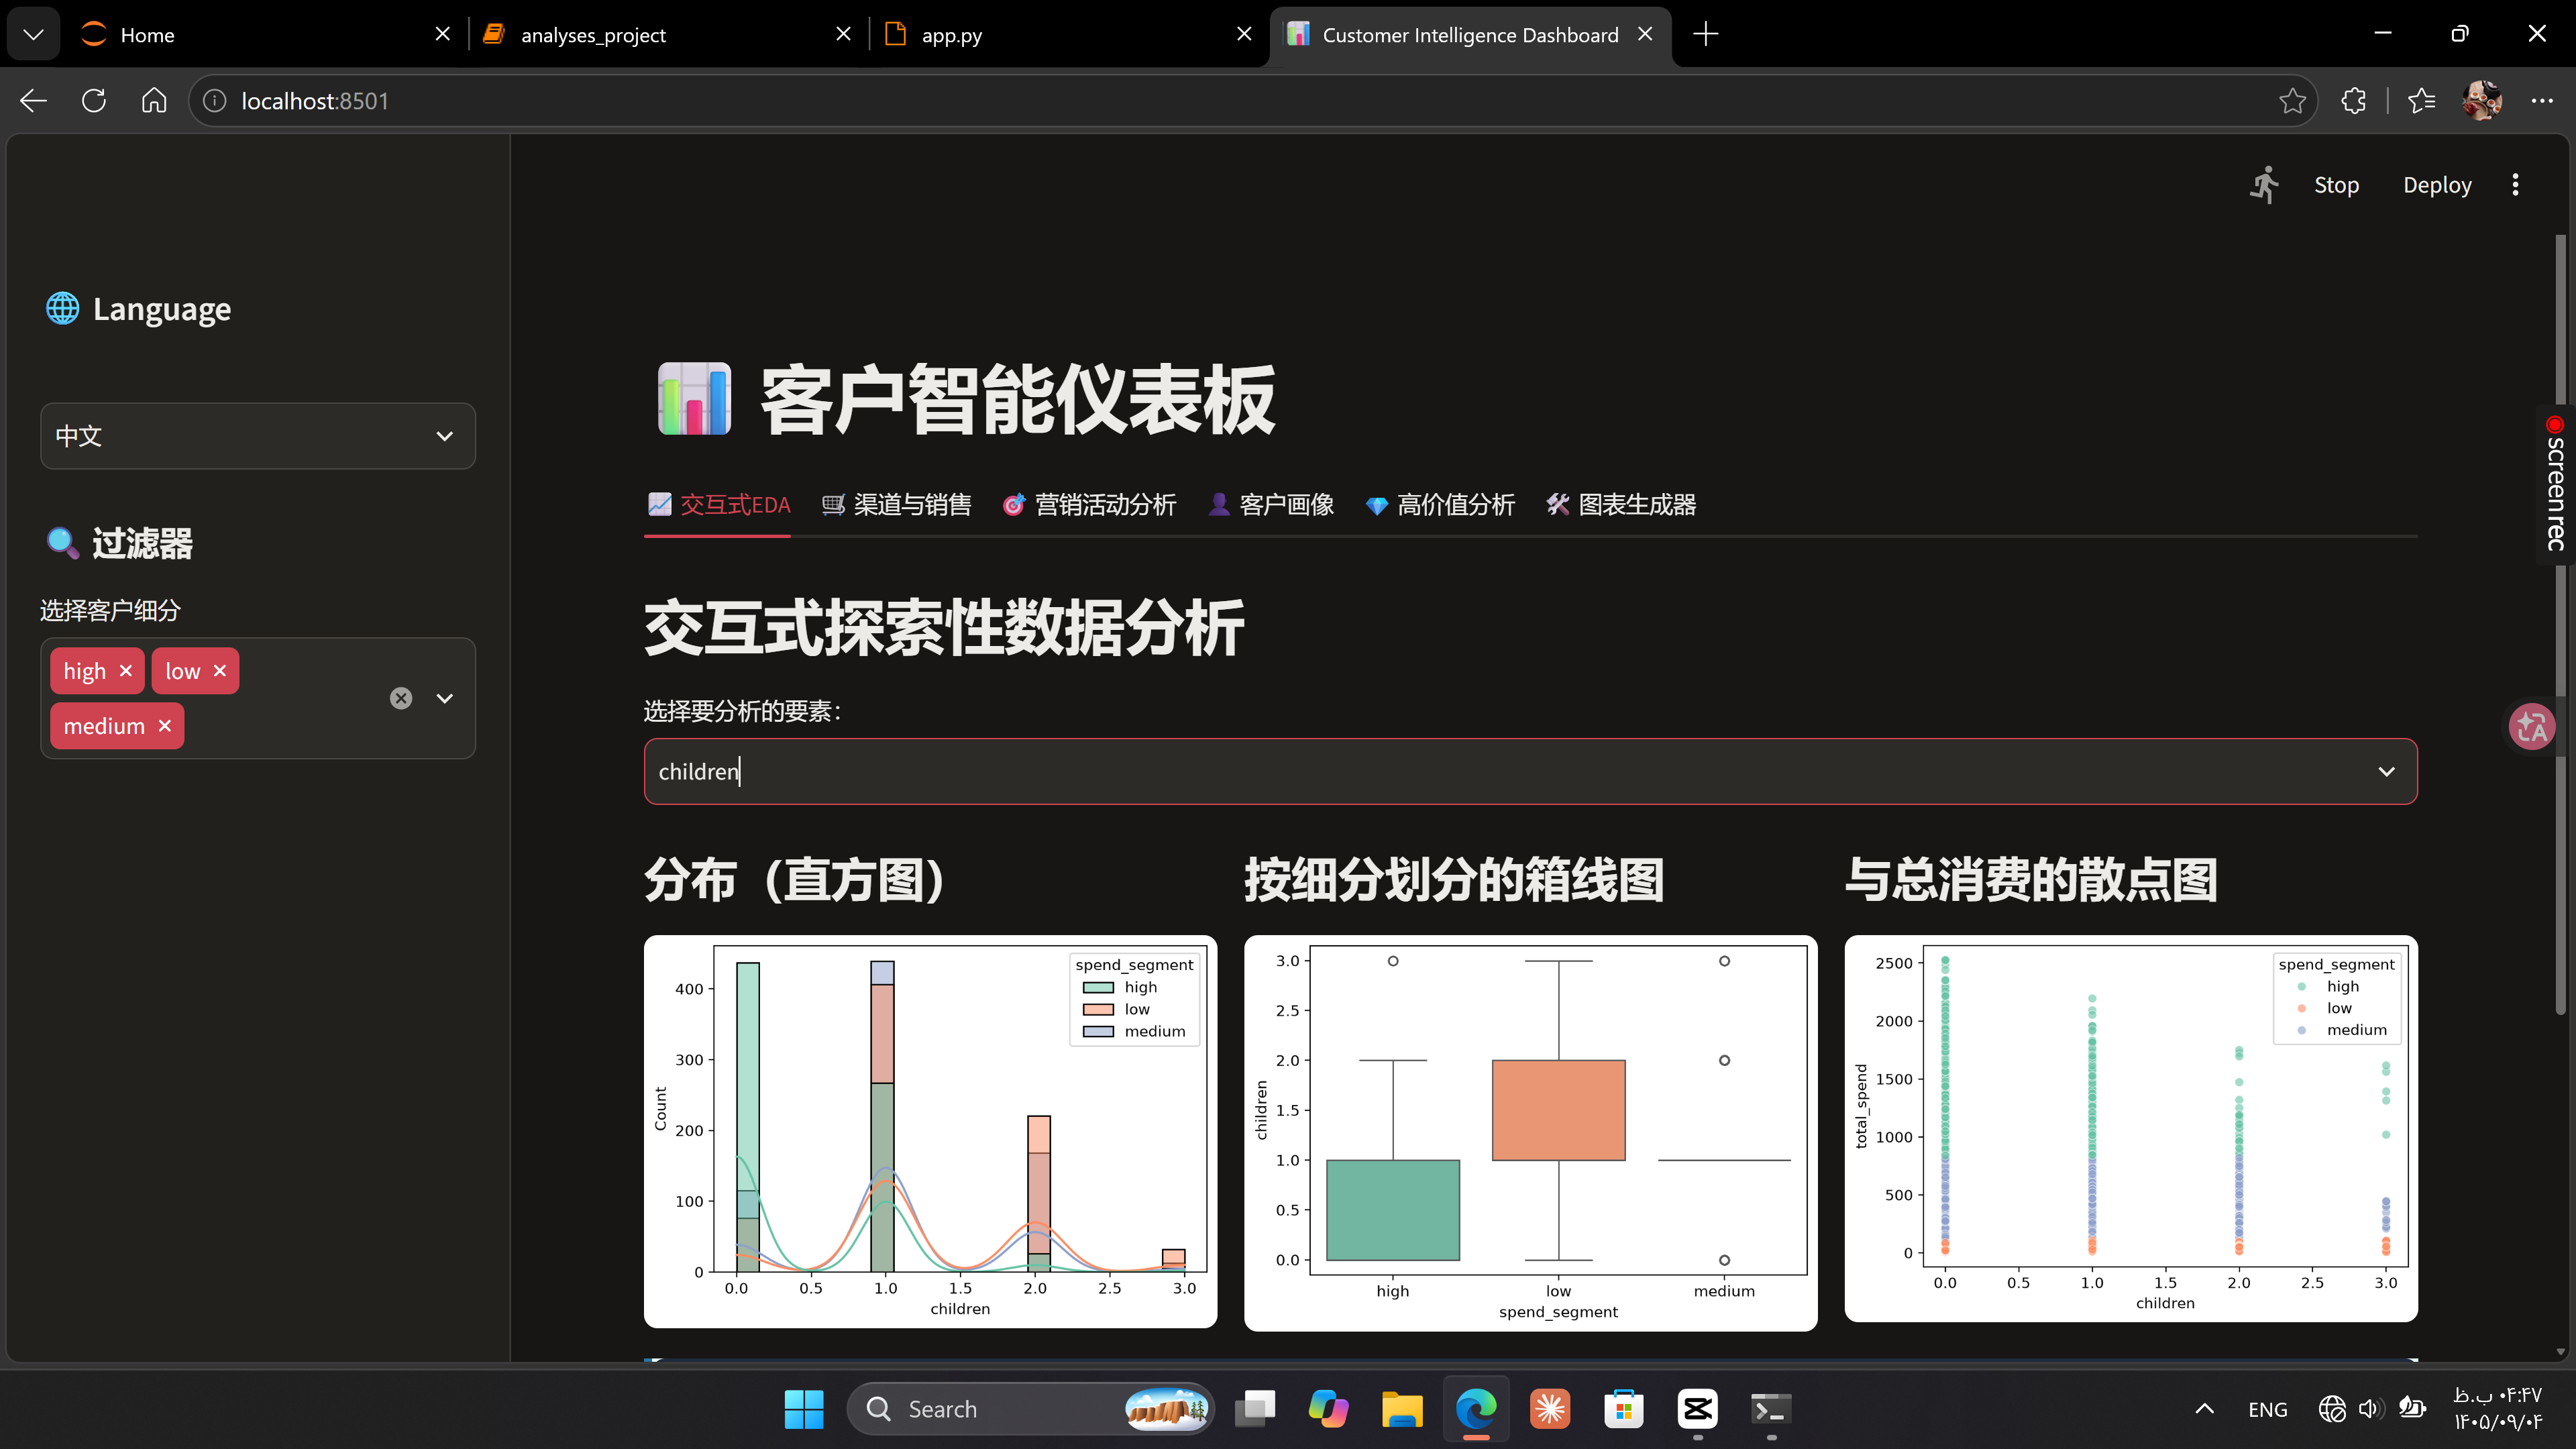 Home
analyses_project
app.py
Customer Intelligence Dashboard
localhost:8501
Stop
Deploy
Language
中文
过滤器
选择客户细分
high
low
medium
客户智能仪表板
交互式EDA
渠道与销售
营销活动分析
客户画像
高价值分析
图表生成器
交互式探索性数据分析
选择要分析的要素：
children
分布（直方图）
按细分划分的箱线图
与总消费的散点图
spend_segment
high
low
medium
400
300
200
100
0
Count
0.0 0.5 1.0 1.5 2.0 2.5 3.0
children
3.0
2.5
2.0
1.5
1.0
0.5
0.0
children
high low medium
spend_segment
spend_segment
high
low
medium
2500
2000
1500
1000
500
0
total_spend
0.0 0.5 1.0 1.5 2.0 2.5 3.0
children
screenrec
Search
ENG
۰۴:۴۷ ب.ظ
۱۴۰۵/۰۹/۰۴